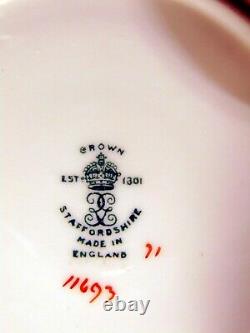 CROWN
EST 1801
STAFFORDSHIRE
MADE IN
ENGLAND
71
11693